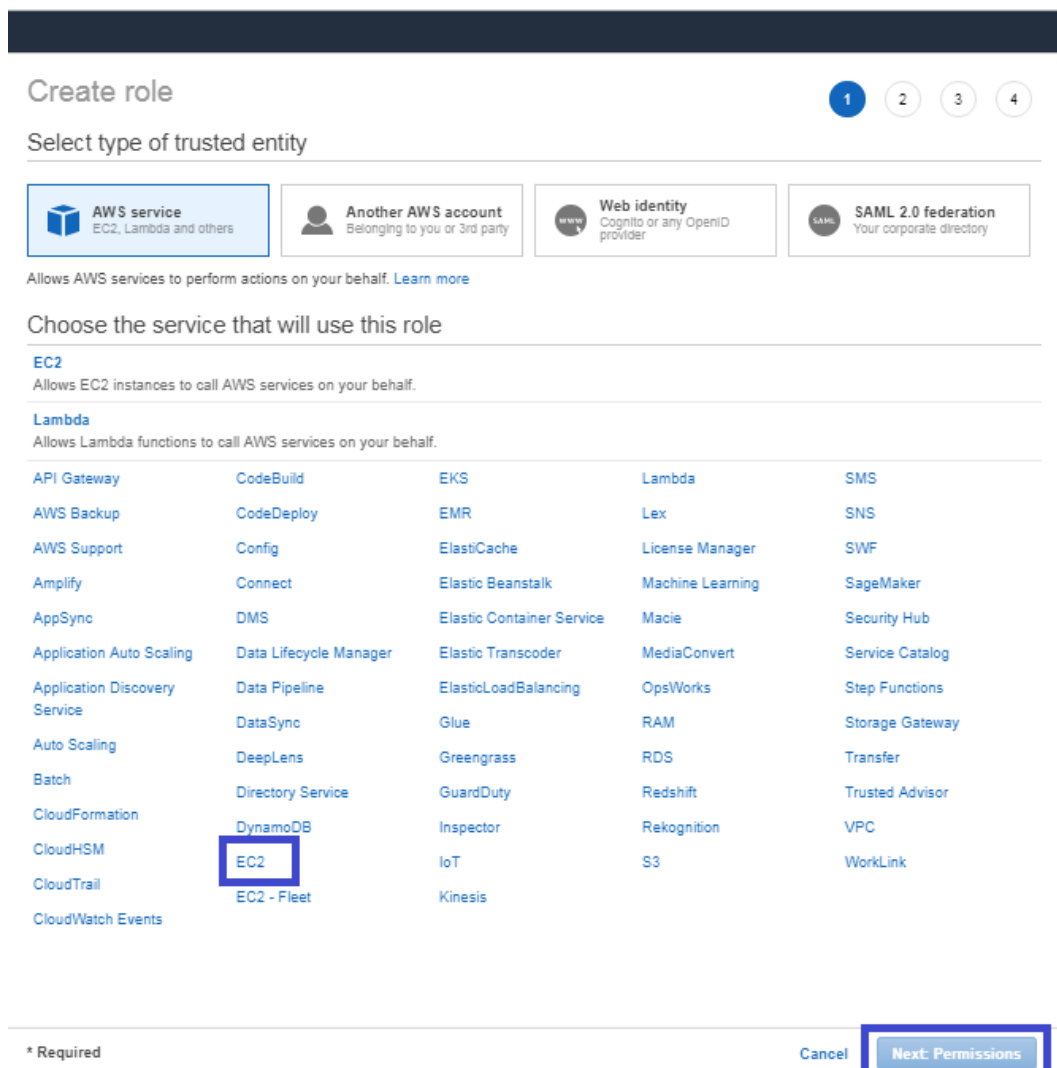 Create role
1 2 3 4
Select type of trusted entity
AWS service
EC2, Lambda and others
Another AWS account
Belonging to you or 3rd party
Web identity
Cognito or any OpenID
provider
SAML 2.0 federation
Your corporate directory
www
SAML
Allows AWS services to perform actions on your behalf. Learn more
Choose the service that will use this role
EC2
Allows EC2 instances to call AWS services on your behalf.
Lambda
Allows Lambda functions to call AWS services on your behalf.
API Gateway
AWS Backup
AWS Support
Amplify
AppSync
Application Auto Scaling
Application Discovery
Service
Auto Scaling
Batch
CloudFormation
CloudHSM
CloudTrail
CloudWatch Events
CodeBuild
CodeDeploy
Config
Connect
DMS
Data Lifecycle Manager
Data Pipeline
DataSync
DeepLens
Directory Service
DynamoDB
EC2
EC2 - Fleet
EKS
EMR
ElastiCache
Elastic Beanstalk
Elastic Container Service
Elastic Transcoder
ElasticLoadBalancing
Glue
Greengrass
GuardDuty
Inspector
IoT
Kinesis
Lambda
Lex
License Manager
Machine Learning
Macie
MediaConvert
OpsWorks
RAM
RDS
Redshift
Rekognition
S3
SMS
SNS
SWF
SageMaker
Security Hub
Service Catalog
Step Functions
Storage Gateway
Transfer
Trusted Advisor
VPC
WorkLink
* Required
Cancel
Next: Permissions